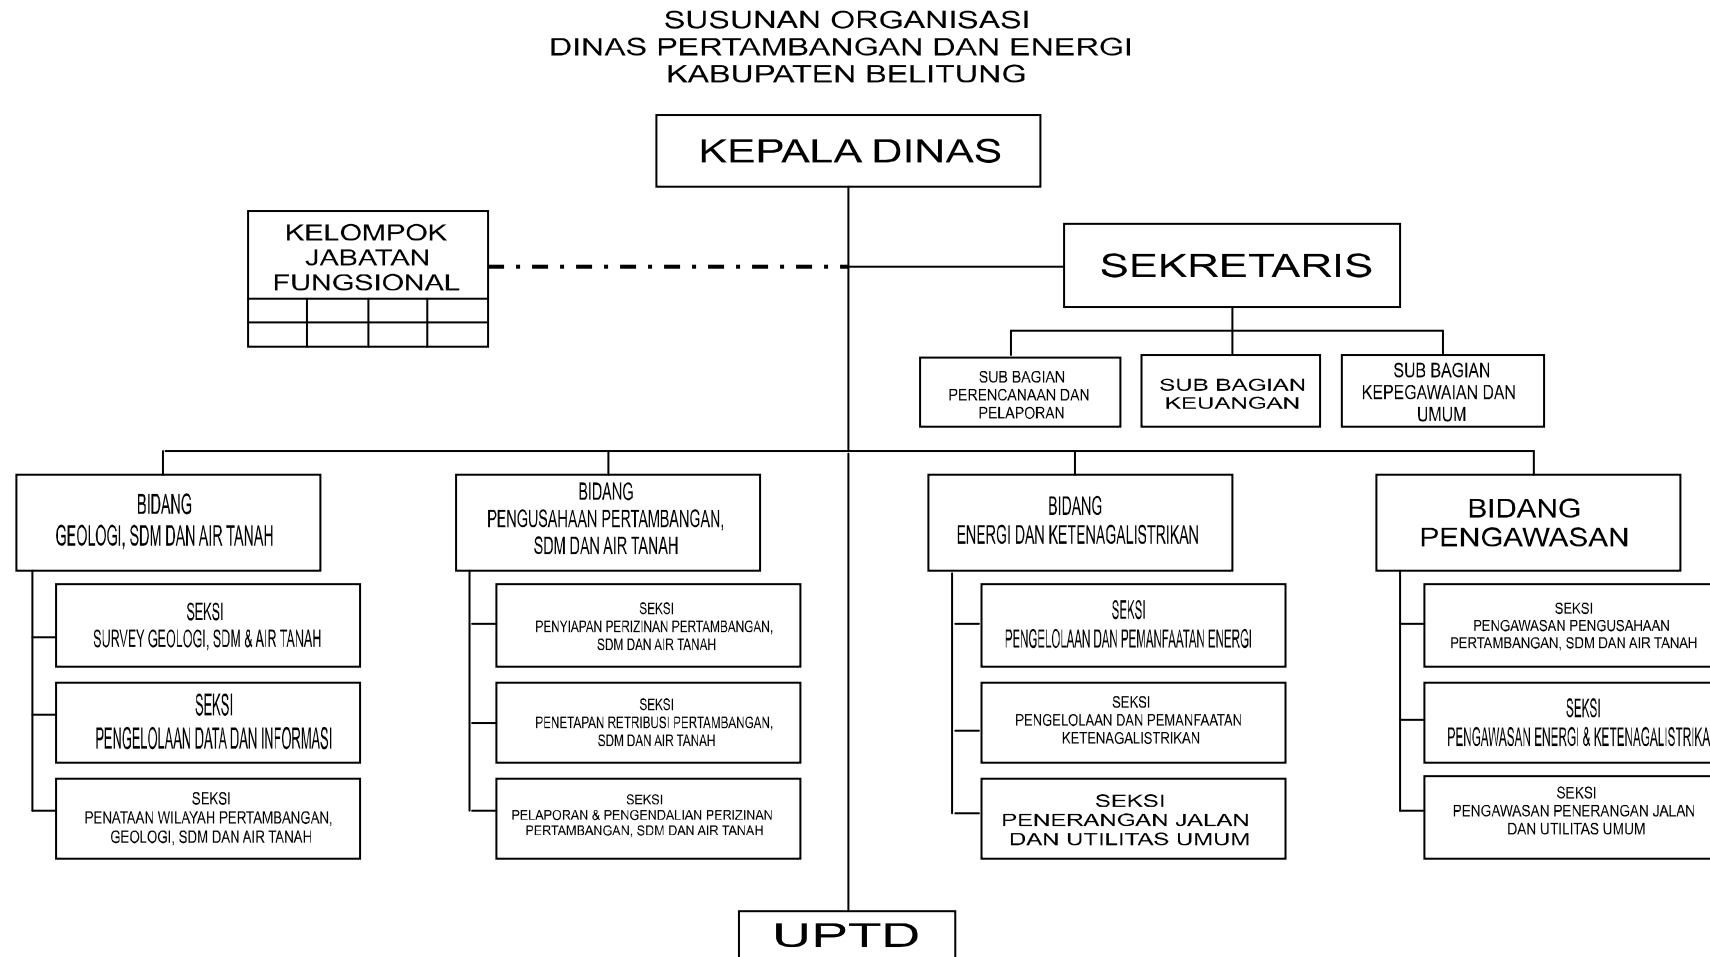 SUSUNAN ORGANISASI
DINAS PERTAMBANGAN DAN ENERGI
KABUPATEN BELITUNG
KEPALA DINAS
KELOMPOK
JABATAN
FUNGSIONAL
SEKRETARIS
SUB BAGIAN
PERENCANAAN DAN
PELAPORAN
SUB BAGIAN
KEUANGAN
SUB BAGIAN
KEPEGAWAIAN DAN
UMUM
BIDANG
GEOLOGI, SDM DAN AIR TANAH
BIDANG
PENGUSAHAAN PERTAMBANGAN,
SDM DAN AIR TANAH
BIDANG
ENERGI DAN KETENAGALISTRIKAN
BIDANG
PENGAWASAN
SEKSI
SURVEY GEOLOGI, SDM & AIR TANAH
SEKSI
PENGELOLAAN DATA DAN INFORMASI
SEKSI
PENATAAN WILAYAH PERTAMBANGAN,
GEOLOGI, SDM DAN AIR TANAH
SEKSI
PENYIAPAN PERIZINAN PERTAMBANGAN,
SDM DAN AIR TANAH
SEKSI
PENETAPAN RETRIBUSI PERTAMBANGAN,
SDM DAN AIR TANAH
SEKSI
PELAPORAN & PENGENDALIAN PERIZINAN
PERTAMBANGAN, SDM DAN AIR TANAH
SEKSI
PENGELOLAAN DAN PEMANFAATAN ENERGI
SEKSI
PENGELOLAAN DAN PEMANFAATAN
KETENAGALISTRIKAN
SEKSI
PENERANGAN JALAN
DAN UTILITAS UMUM
SEKSI
PENGAWASAN PENGUSAHAAN
PERTAMBANGAN, SDM DAN AIR TANAH
SEKSI
PENGAWASAN ENERGI & KETENAGALISTRIKA
SEKSI
PENGAWASAN PENERANGAN JALAN
DAN UTILITAS UMUM
UPTD